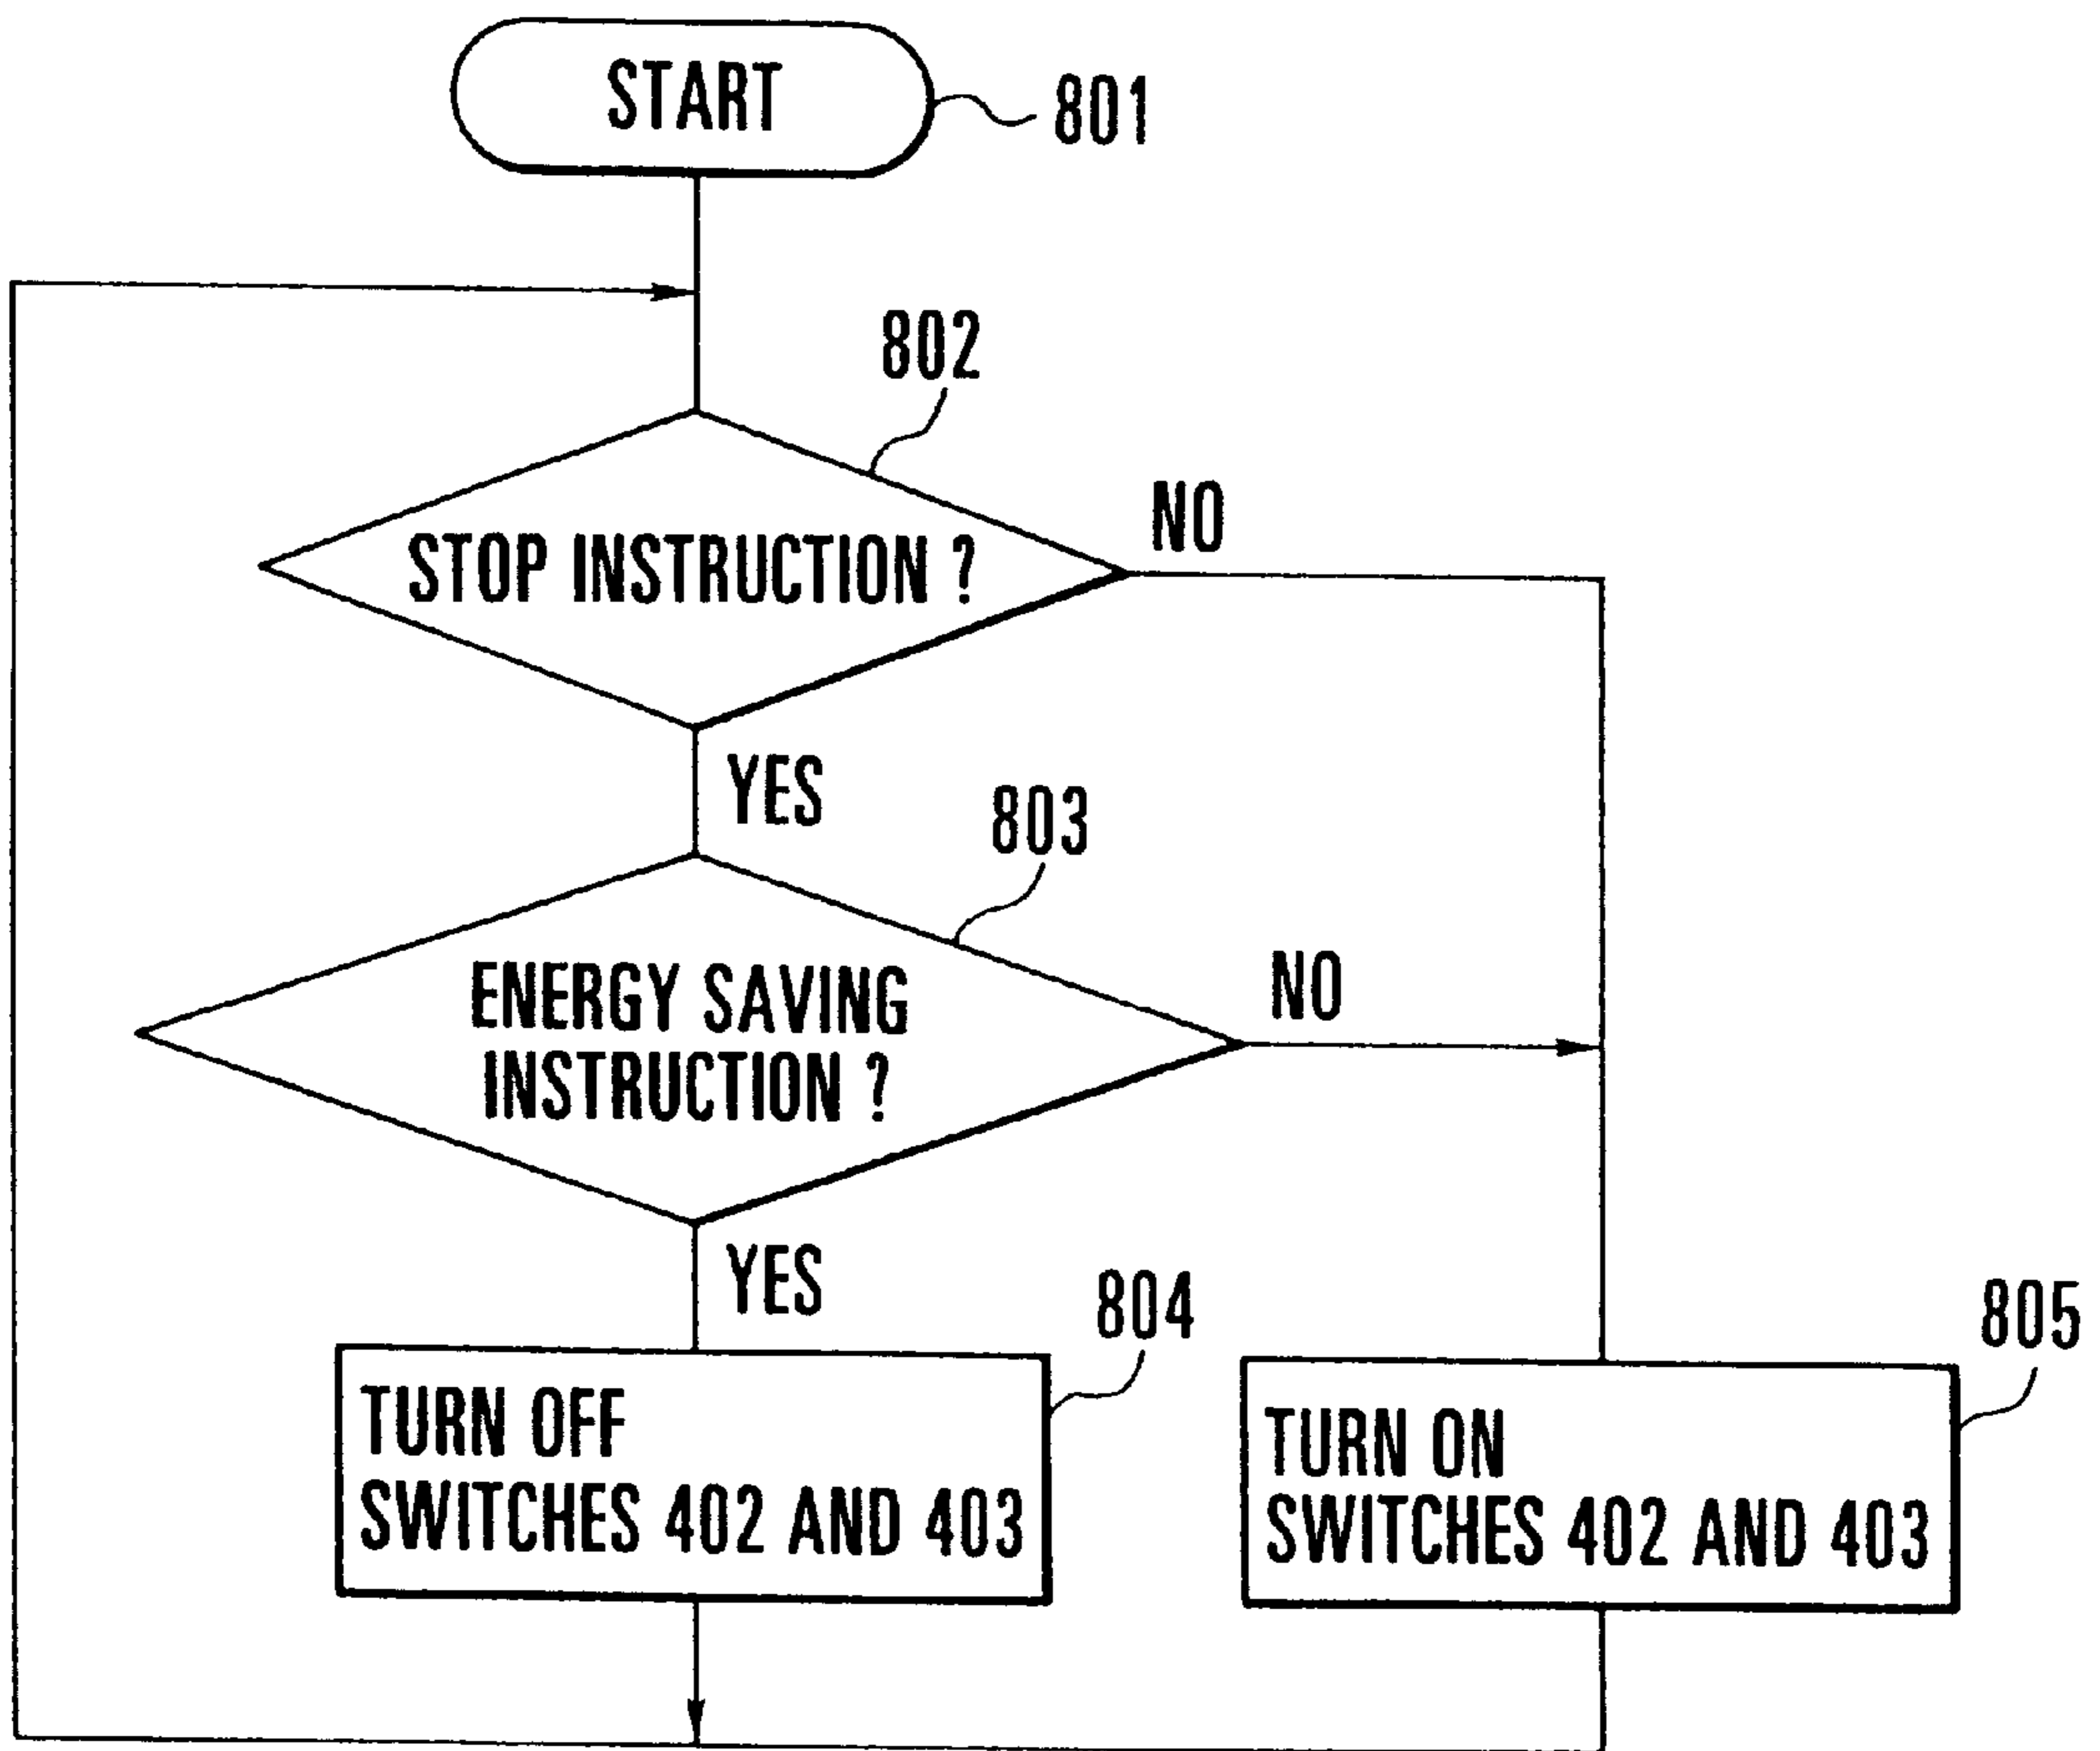 START
801
802
STOP INSTRUCTION ?
NO
YES
803
ENERGY SAVING
INSTRUCTION ?
NO
YES
804
TURN OFF
SWITCHES 402 AND 403
805
TURN ON
SWITCHES 402 AND 403